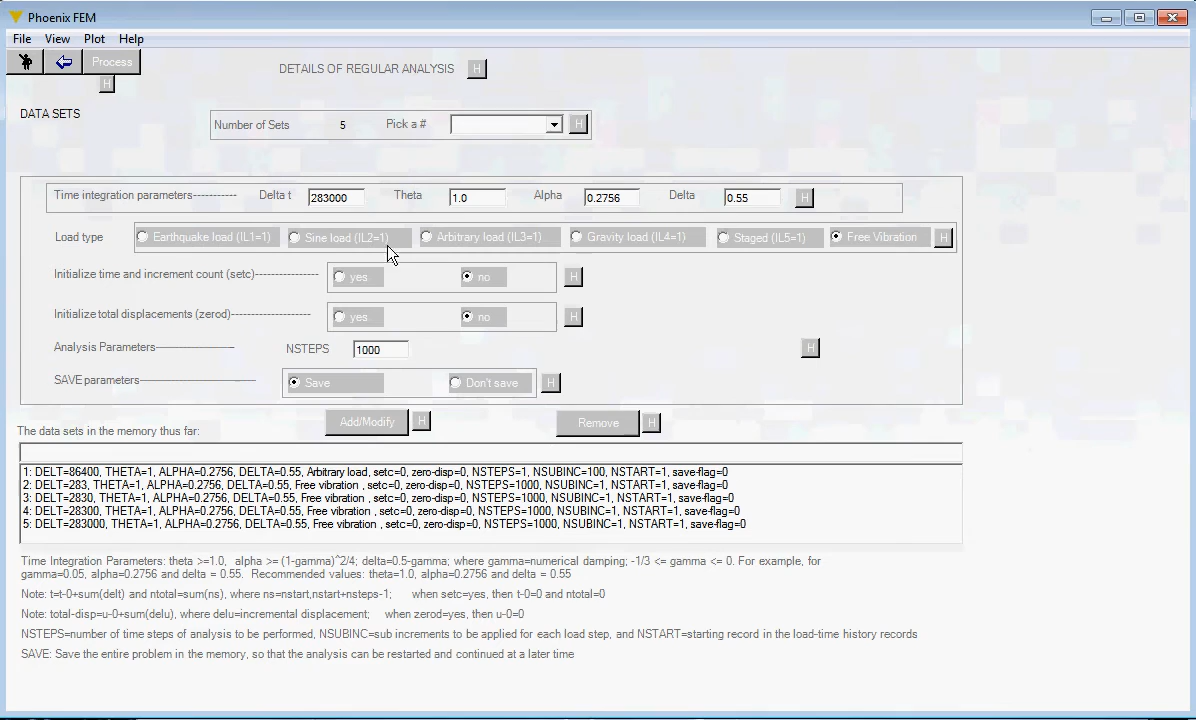 Phoenix FEM
File View Plot Help
Process
H
DETAILS OF REGULAR ANALYSIS H
DATA SETS
Number of Sets 5 Pick a # H
Time integration parameters----------- Delta t 283000 Theta 1.0 Alpha 0.2756 Delta 0.55 H
Load type Earthquake load (IL1=1) Sine load (IL2=1) Arbitrary load (IL3=1) Gravity load (IL4=1) Staged (IL5=1) Free Vibration H
Initialize time and increment count (setc)---------------- yes no H
Initialize total displacements (zerod)-------------------- yes no H
Analysis Parameters-------------------- NSTEPS 1000 H
SAVE parameters----------------------------- Save Don't save H
Add/Modify H Remove H
The data sets in the memory thus far:
1: DELT=86400, THETA=1, ALPHA=0.2756, DELTA=0.55, Arbitrary load, setc=0, zero-disp=0, NSTEPS=1, NSUBINC=100, NSTART=1, save-flag=0
2: DELT=283, THETA=1, ALPHA=0.2756, DELTA=0.55, Free vibration , setc=0, zero-disp=0, NSTEPS=1000, NSUBINC=1, NSTART=1, save-flag=0
3: DELT=2830, THETA=1, ALPHA=0.2756, DELTA=0.55, Free vibration , setc=0, zero-disp=0, NSTEPS=1000, NSUBINC=1, NSTART=1, save-flag=0
4: DELT=28300, THETA=1, ALPHA=0.2756, DELTA=0.55, Free vibration , setc=0, zero-disp=0, NSTEPS=1000, NSUBINC=1, NSTART=1, save-flag=0
5: DELT=283000, THETA=1, ALPHA=0.2756, DELTA=0.55, Free vibration , setc=0, zero-disp=0, NSTEPS=1000, NSUBINC=1, NSTART=1, save-flag=0
Time Integration Parameters: theta >=1.0, alpha >= (1-gamma)^2/4; delta=0.5-gamma; where gamma=numerical damping; -1/3 <= gamma <= 0. For example, for
gamma=0.05, alpha=0.2756 and delta = 0.55. Recommended values: theta=1.0, alpha=0.2756 and delta = 0.55
Note: t=t-0+sum(delt) and ntotal=sum(ns), where ns=nstart,nstart+nsteps-1; when setc=yes, then t-0=0 and ntotal=0
Note: total-disp=u-0+sum(delu), where delu=incremental displacement; when zerod=yes, then u-0=0
NSTEPS=number of time steps of analysis to be performed, NSUBINC=sub increments to be applied for each load step, and NSTART=starting record in the load-time history records
SAVE: Save the entire problem in the memory, so that the analysis can be restarted and continued at a later time